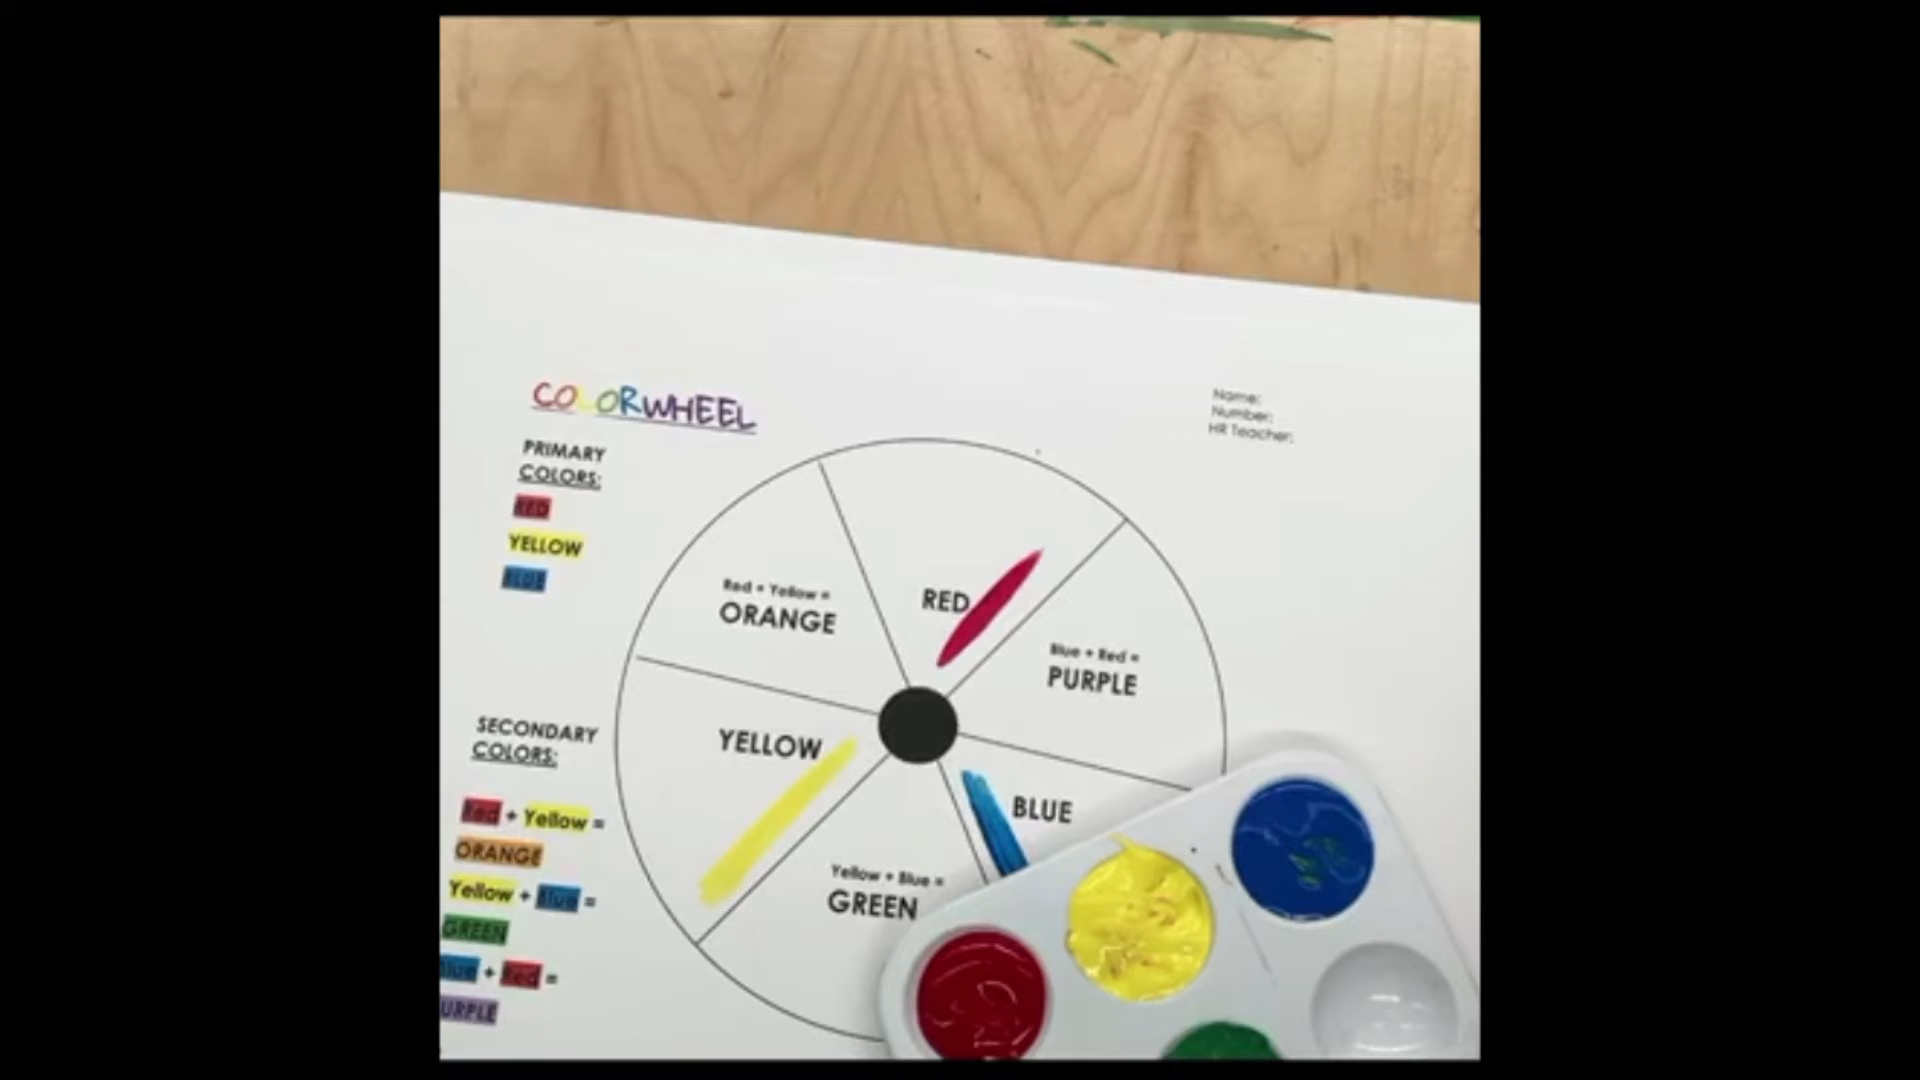 COLORWHEEL
Name:
Number:
HR Teacher:
PRIMARY
COLORS:
RED
YELLOW
BLUE
Red + Yellow =
ORANGE
RED
Blue + Red =
PURPLE
YELLOW
BLUE
Yellow + Blue =
GREEN
SECONDARY
COLORS:
Red + Yellow =
ORANGE
Yellow + Blue =
GREEN
Blue + Red =
URPLE